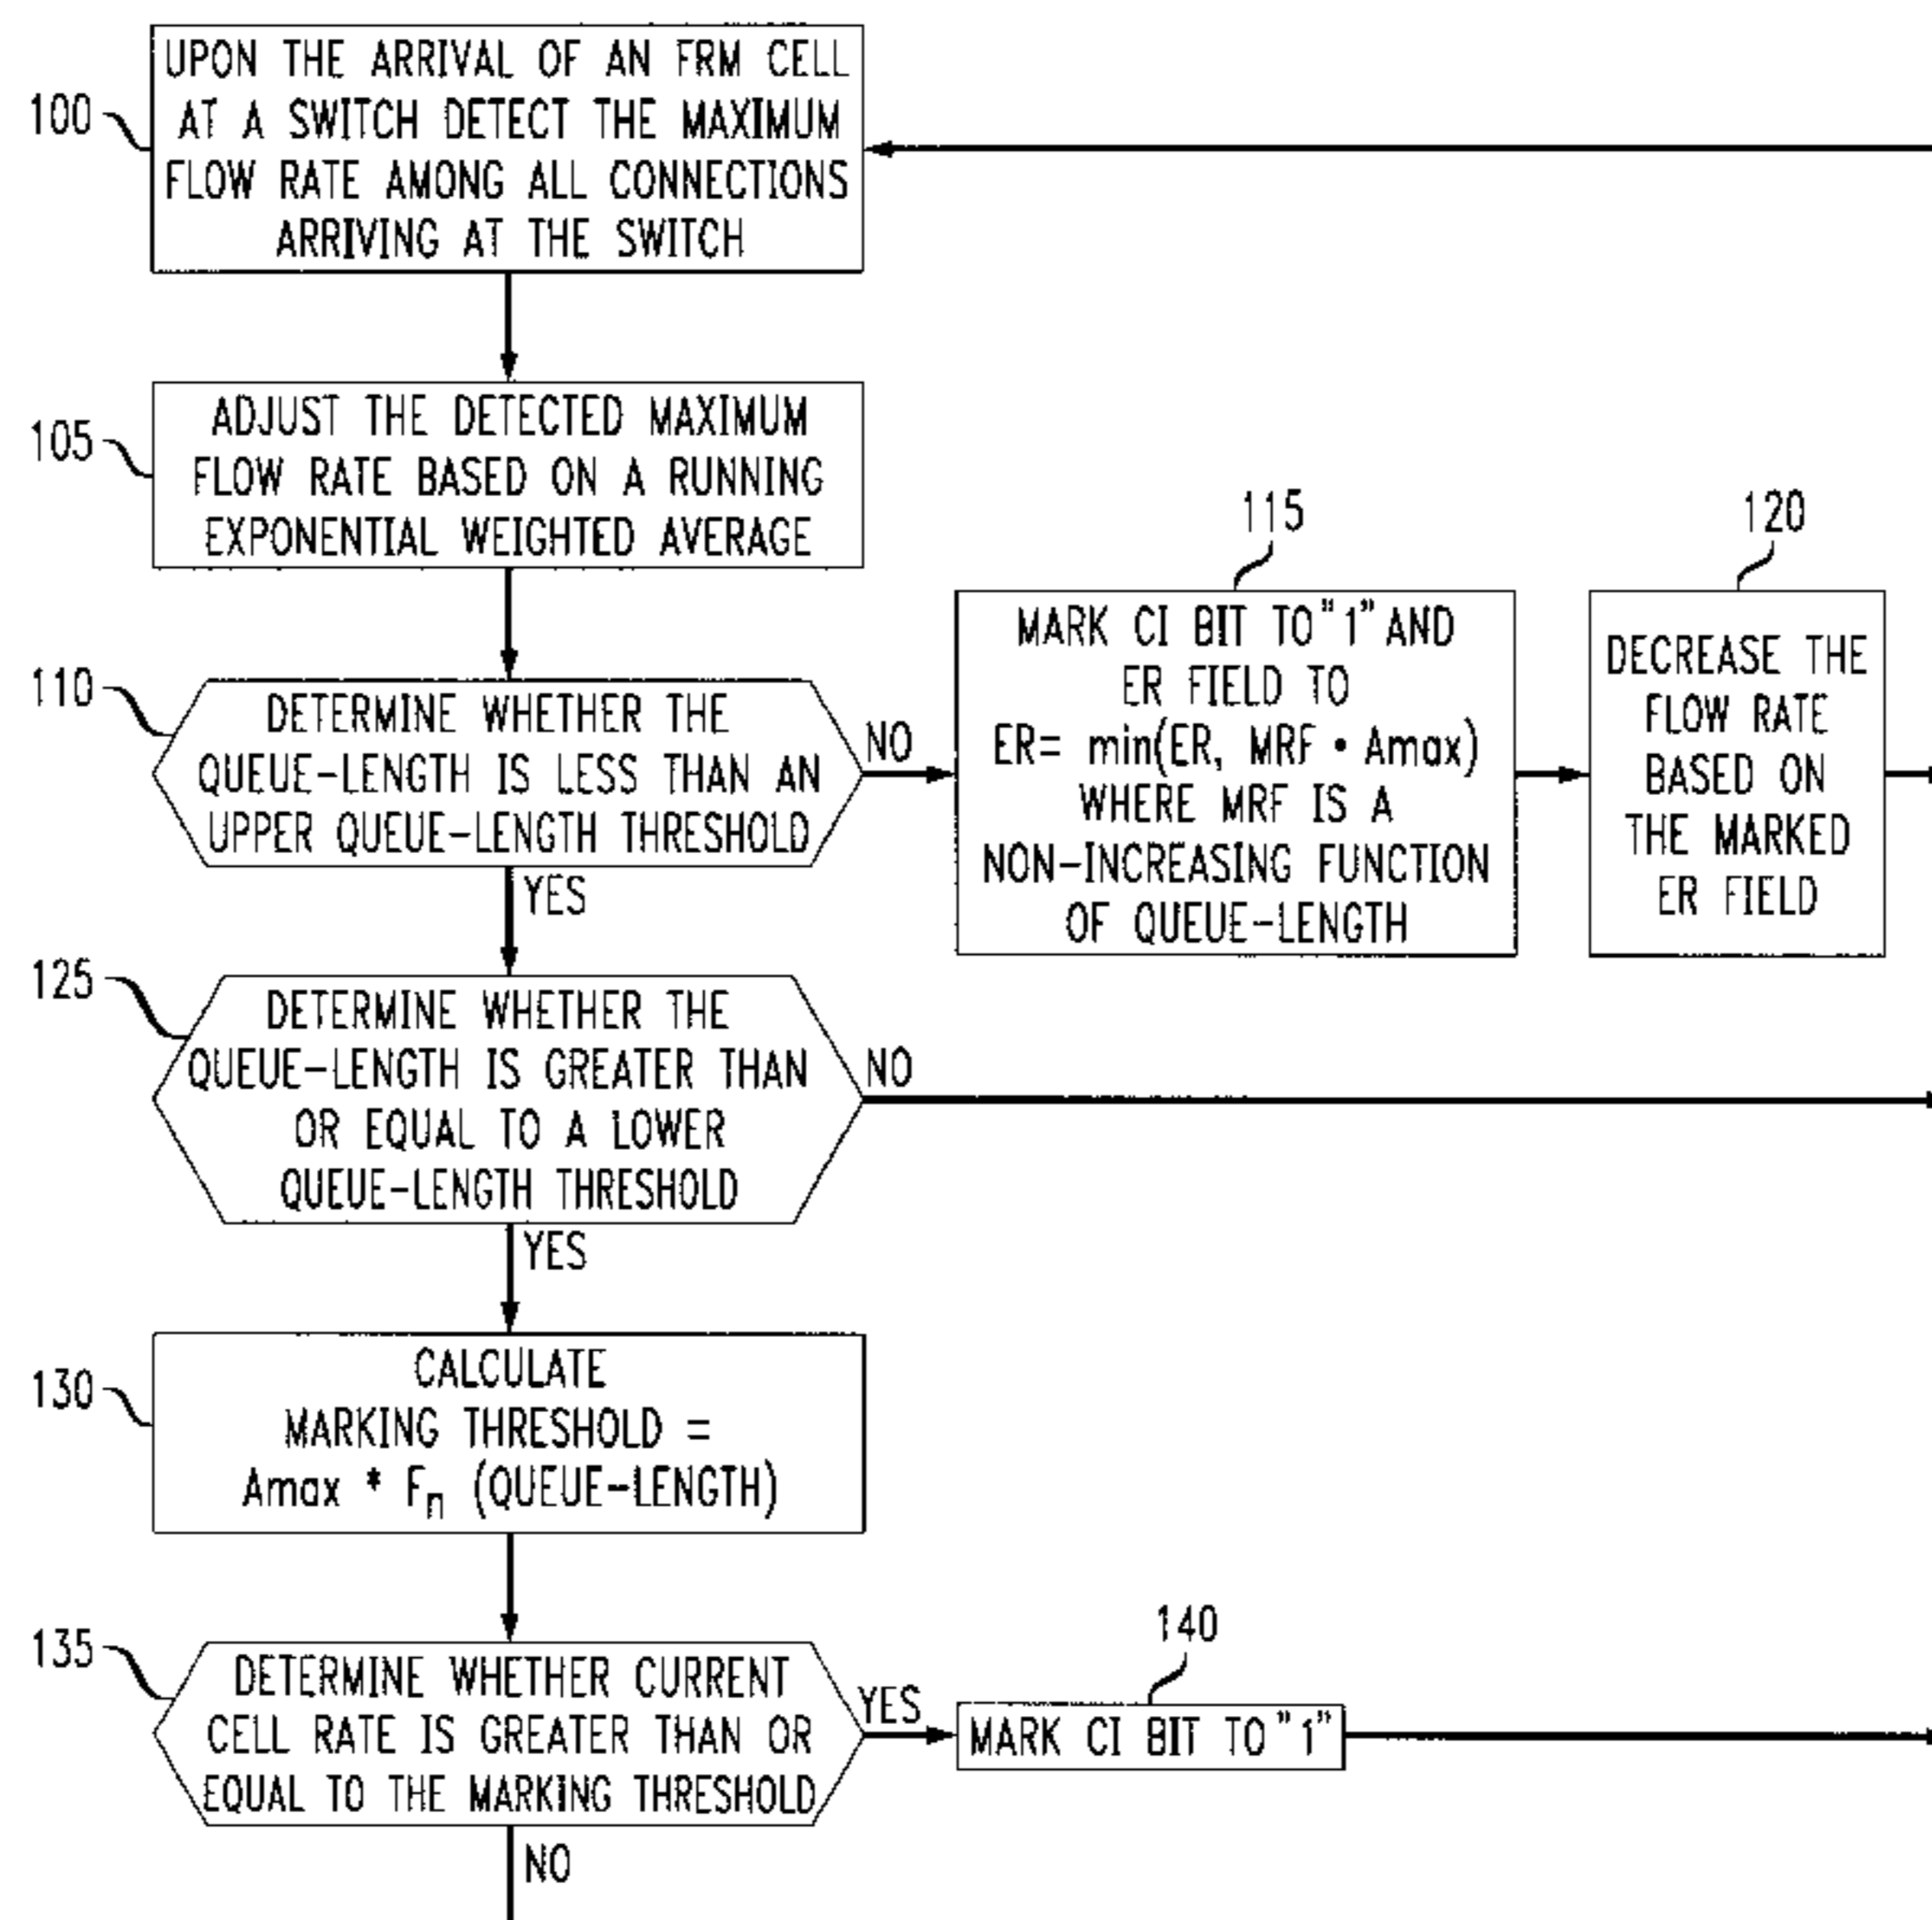 100
UPON THE ARRIVAL OF AN FRM CELL
AT A SWITCH DETECT THE MAXIMUM
FLOW RATE AMONG ALL CONNECTIONS
ARRIVING AT THE SWITCH
105
ADJUST THE DETECTED MAXIMUM
FLOW RATE BASED ON A RUNNING
EXPONENTIAL WEIGHTED AVERAGE
110
DETERMINE WHETHER THE
QUEUE-LENGTH IS LESS THAN AN
UPPER QUEUE-LENGTH THRESHOLD
NO
YES
115
MARK CI BIT TO "1" AND
ER FIELD TO
ER= min(ER, MRF • Amax)
WHERE MRF IS A
NON-INCREASING FUNCTION
OF QUEUE-LENGTH
120
DECREASE THE
FLOW RATE
BASED ON
THE MARKED
ER FIELD
125
DETERMINE WHETHER THE
QUEUE-LENGTH IS GREATER THAN
OR EQUAL TO A LOWER
QUEUE-LENGTH THRESHOLD
NO
YES
130
CALCULATE
MARKING THRESHOLD =
Amax * Fn (QUEUE-LENGTH)
135
DETERMINE WHETHER CURRENT
CELL RATE IS GREATER THAN OR
EQUAL TO THE MARKING THRESHOLD
YES
NO
140
MARK CI BIT TO "1"